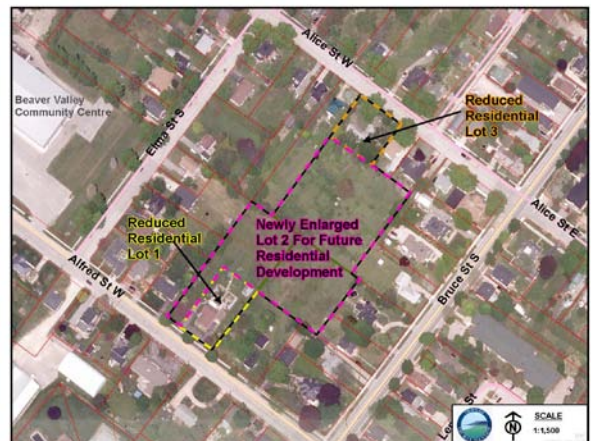 Alice St W
Beaver Valley
Community Centre
Elma St S
Reduced
Residential
Lot 3
Alice St E
Reduced
Residential
Lot 1
Newly Enlarged
Lot 2 For Future
Residential
Development
Bruce St S
Alfred St W
St
N
SCALE
1:1,500